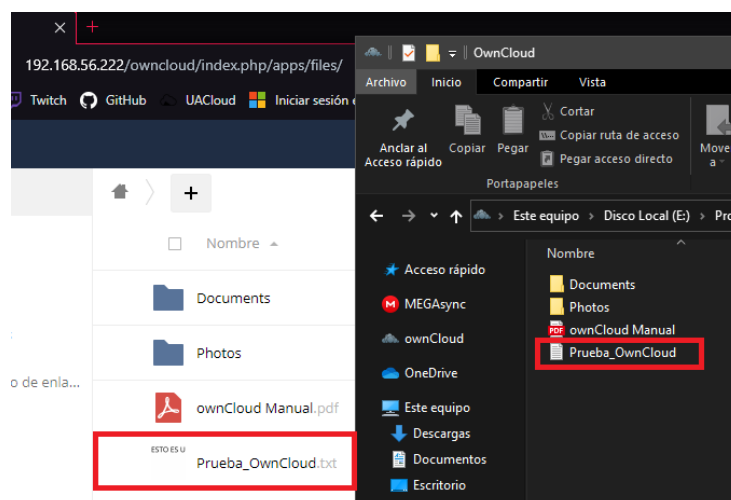 192.168.56.222/owncloud/index.php/apps/files/
Twitch GitHub UACloud Iniciar sesión
Nombre
Documents
Photos
o de enla...
ownCloud Manual.pdf
ESTO ES U
Prueba_OwnCloud.txt
OwnCloud
Archivo Inicio Compartir Vista
Anclar al
Acceso rápido
Copiar
Pegar
Cortar
Copiar ruta de acceso
Pegar acceso directo
Move
a
Portapapeles
Este equipo > Disco Local (E:) >
Acceso rápido
MEGAsync
ownCloud
OneDrive
Este equipo
Descargas
Documentos
Escritorio
Nombre
Documents
Photos
PDF
ownCloud Manual
Prueba_OwnCloud